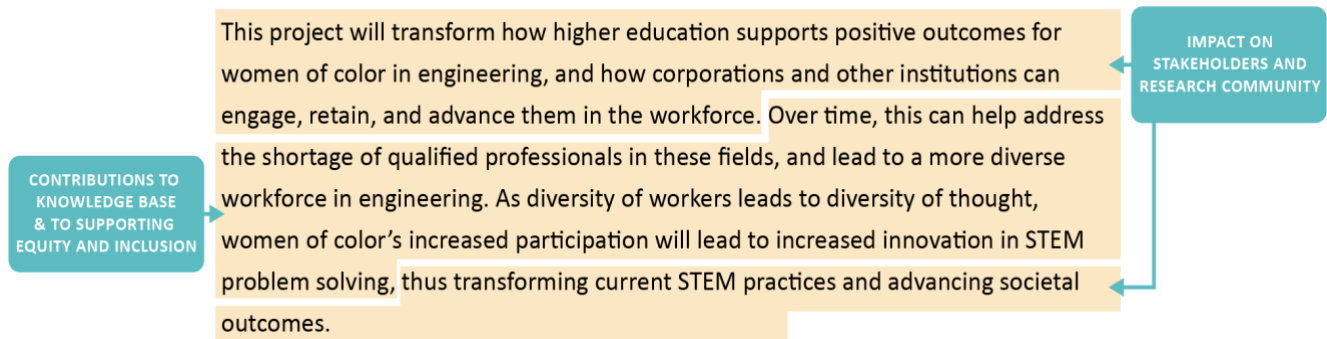 This project will transform how higher education supports positive outcomes for
women of color in engineering, and how corporations and other institutions can
engage, retain, and advance them in the workforce. Over time, this can help address
the shortage of qualified professionals in these fields, and lead to a more diverse
workforce in engineering. As diversity of workers leads to diversity of thought,
women of color’s increased participation will lead to increased innovation in STEM
problem solving, thus transforming current STEM practices and advancing societal
outcomes.
IMPACT ON
STAKEHOLDERS AND
RESEARCH COMMUNITY
CONTRIBUTIONS TO
KNOWLEDGE BASE
& TO SUPPORTING
EQUITY AND INCLUSION